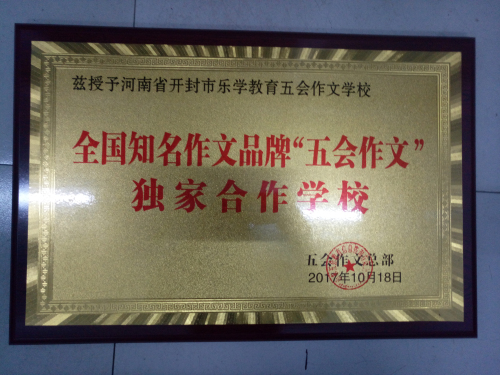 兹授予河南省开封市乐学教育五会作文学校
全国知名作文品牌“五会作文”
独家合作学校
五会作文总部
2017年10月18日